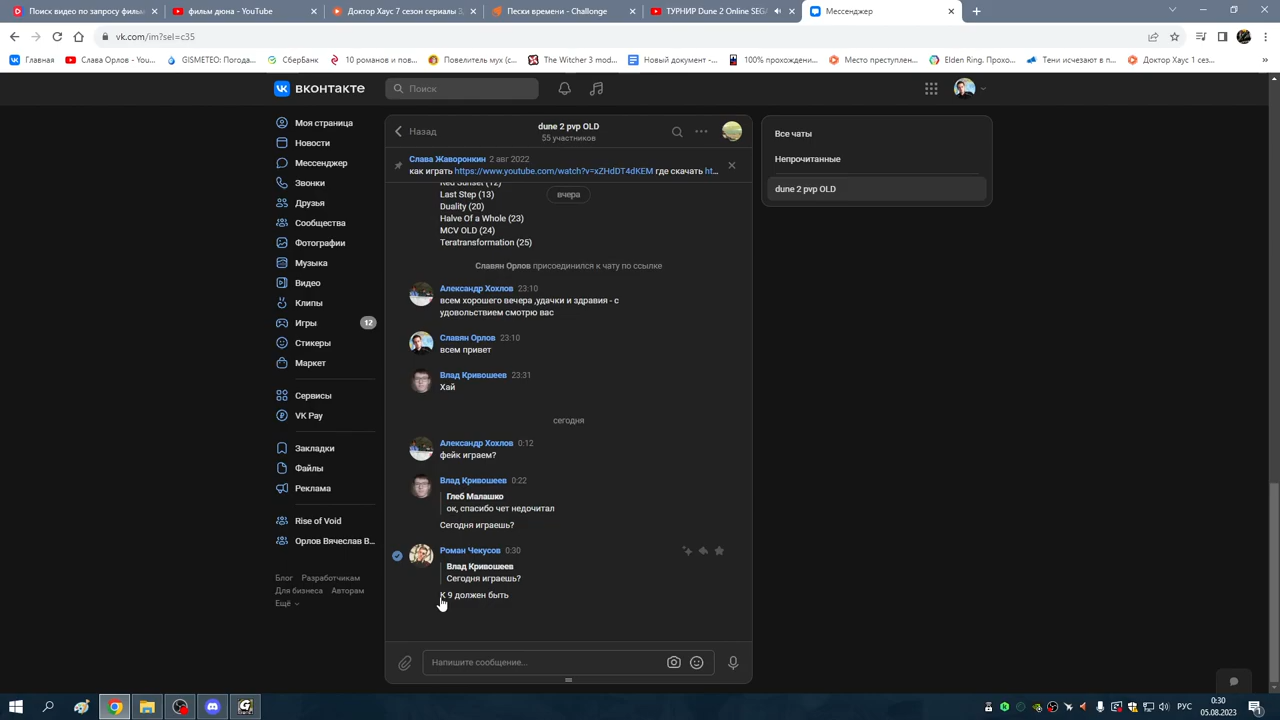 Поиск видео по запросу фильм
фильм дюна - YouTube
Доктор Хаус 7 сезон сериалы 3,
Пески времени - Challonge
ТУРНИР Dune 2 Online SEGA
Мессенджер
vk.com/im?sel=c35
Главная
Слава Орлов - You...
GISMETEO: Погода...
СберБанк
10 романов и пов...
Повелитель мух (с...
The Witcher 3 mod...
Новый документ -...
100% прохождени...
Место преступлен...
Elden Ring. Прохо...
Тени исчезают в п...
Доктор Хаус 1 сез...
»
вконтакте
Поиск
Моя страница
Новости
Мессенджер
Звонки
Друзья
Сообщества
Фотографии
Музыка
Видео
Клипы
Игры
12
Стикеры
Маркет
Сервисы
VK Pay
Закладки
Файлы
Реклама
Rise of Void
Орлов Вячеслав В...
Блог Разработчикам
Для бизнеса Авторам
Ещё
Назад
dune 2 pvp OLD
55 участников
Слава Жаворонкин 2 авг 2022
как играть https://www.youtube.com/watch?v=xZHdDT4dKEM где скачать ht...
Red Sunset (12)
вчера
Last Step (13)
Duality (20)
Halve Of a Whole (23)
MCV OLD (24)
Teratransformation (25)
Славян Орлов присоединился к чату по ссылке
Александр Хохлов 23:10
всем хорошего вечера ,удачки и здравия - с
удовольствием смотрю вас
Славян Орлов 23:10
всем привет
Влад Кривошеев 23:31
Хай
сегодня
Александр Хохлов 0:12
фейк играем?
Влад Кривошеев 0:22
Глеб Малашко
ок, спасибо чет недочитал
Сегодня играешь?
Роман Чекусов 0:30
Влад Кривошеев
Сегодня играешь?
К 9 должен быть
Напишите сообщение...
Все чаты
Непрочитанные
dune 2 pvp OLD
РУС
0:30
05.08.2023